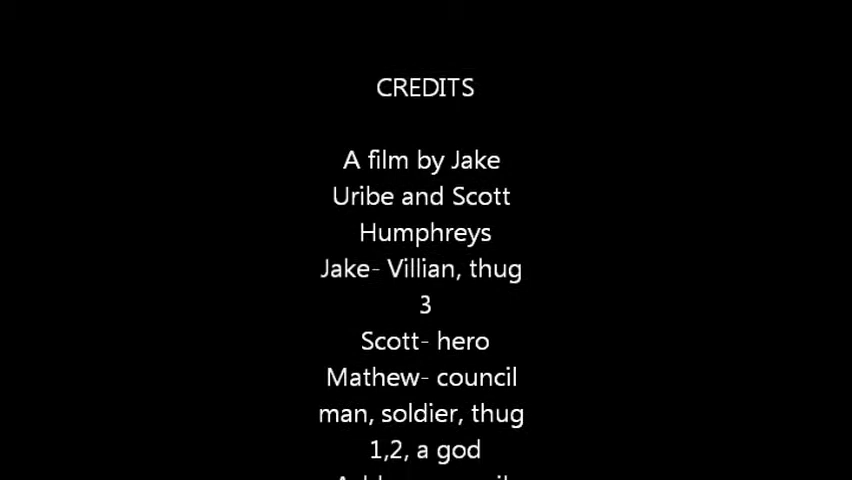 CREDITS
A film by Jake
Uribe and Scott
Humphreys
Jake- Villian, thug
3
Scott- hero
Mathew- council
man, soldier, thug
1,2, a god